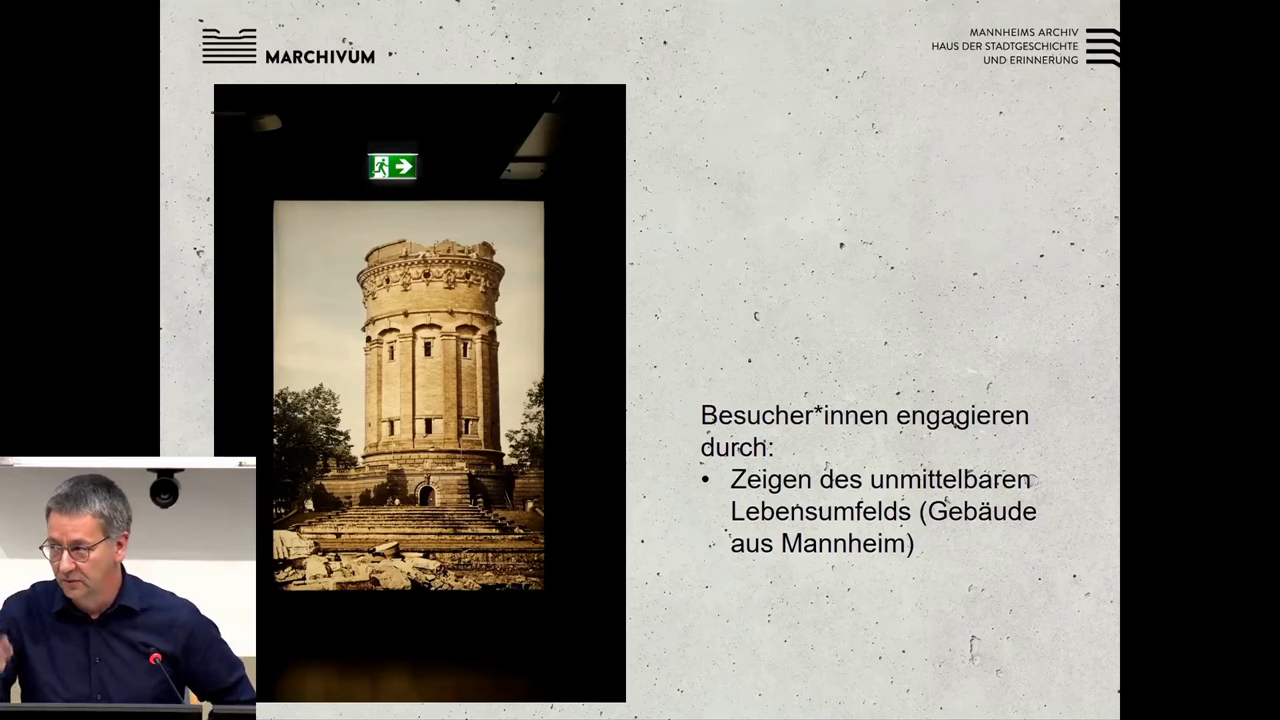 MARCHIVUM
MANNHEIMS ARCHIV
HAUS DER STADTGESCHICHTE
UND ERINNERUNG
Besucher*innen engagieren
durch:
• Zeigen des unmittelbaren
Lebensumfelds (Gebäude
aus Mannheim)